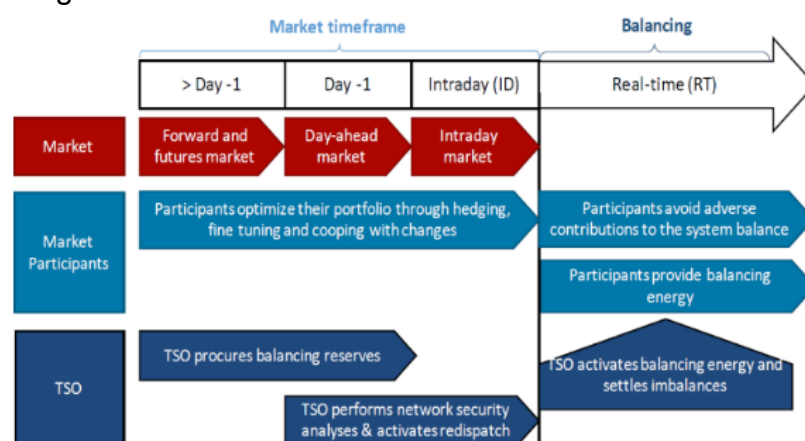 Market timeframe
Balancing
> Day -1
Day -1
Intraday (ID)
Real-time (RT)
Market
Forward and
futures market
Day-ahead
market
Intraday
market
Market
Participants
Participants optimize their portfolio through hedging,
fine tuning and cooping with changes
Participants avoid adverse
contributions to the system balance
Participants provide balancing
energy
TSO
TSO procures balancing reserves
TSO activates balancing energy and
settles imbalances
TSO performs network security
analyses & activates redispatch